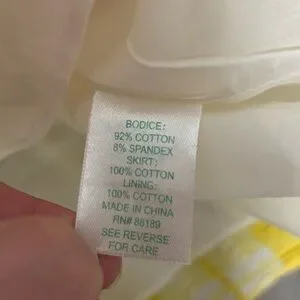 BODICE:
92% COTTON
8% SPANDEX
SKIRT:
100% COTTON
LINING:
100% COTTON
MADE IN CHINA
RN# 86189
SEE REVERSE
FOR CARE